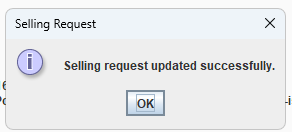 Selling Request
Selling request updated successfully.
OK